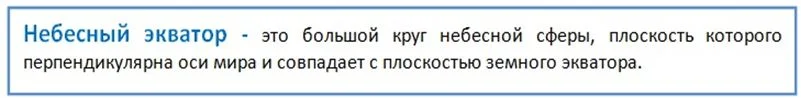 Небесный экватор - это большой круг небесной сферы, плоскость которого
перпендикулярна оси мира и совпадает с плоскостью земного экватора.